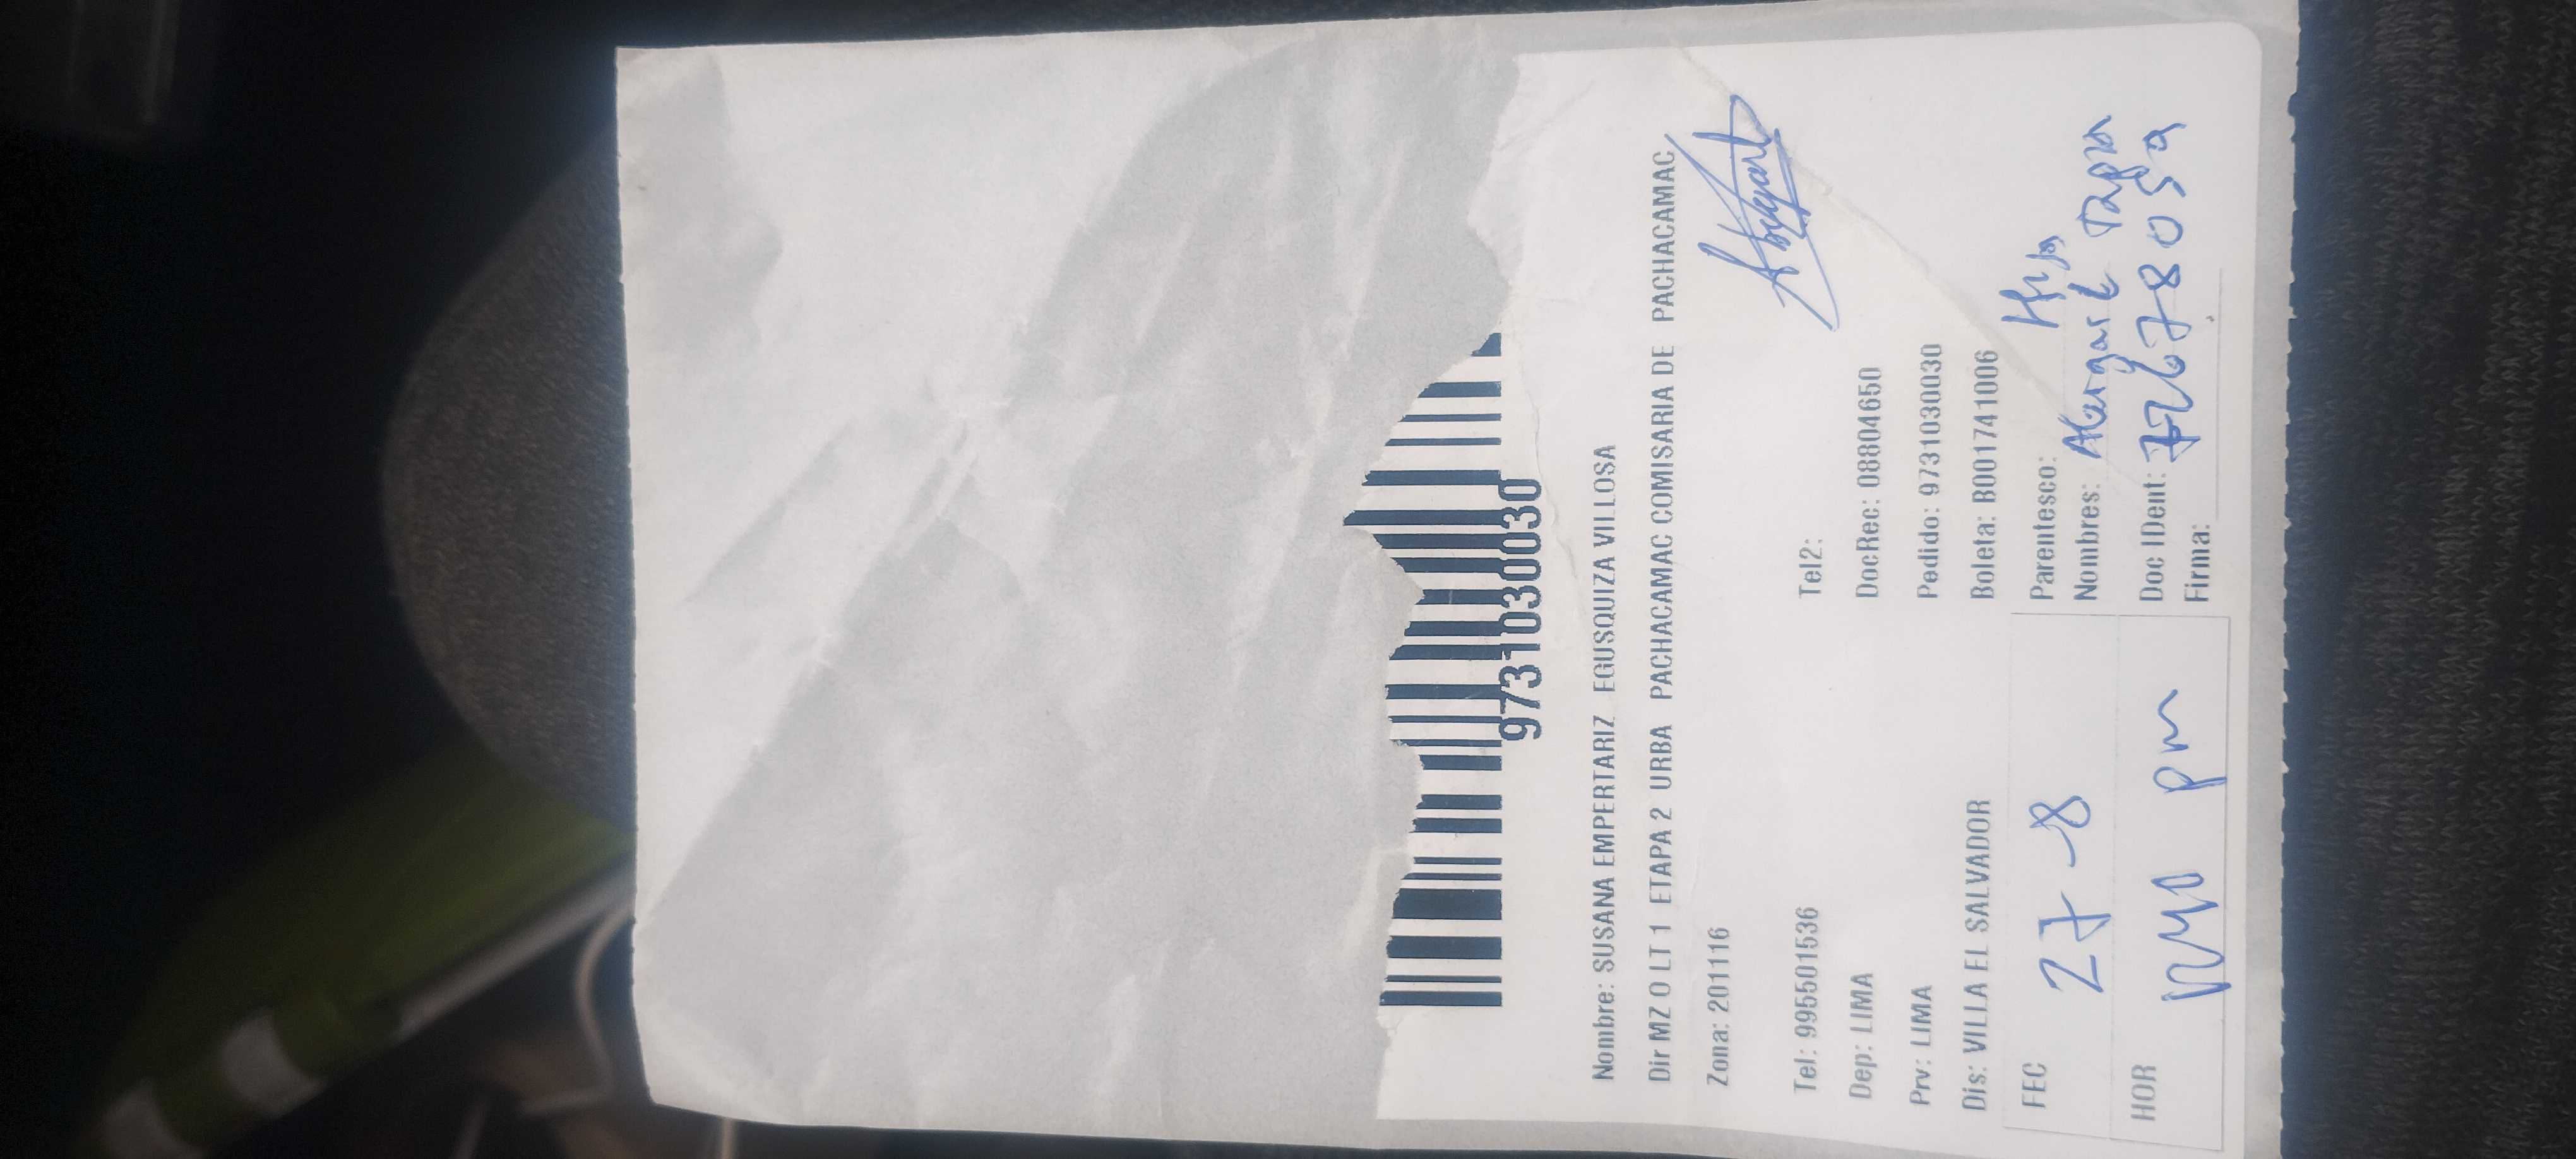 9731030030
Nombre: SUSANA EMPERTARIZ EGUSQUIZA VILLOSA
Dir MZ O LT 1 ETAPA 2 URBA PACHACAMAC COMISARIA DE PACHACAMAC
Zona: 201116
Tel: 995501536 Tel2:
Dep: LIMA DocRec: 08804650
Prv: LIMA Pedido: 9731030030
Dis: VILLA EL SALVADOR Boleta: B001741006
FEC 27-8 Parentesco: Hija
Nombres:
HOR pm Doc IDent:
Firma: